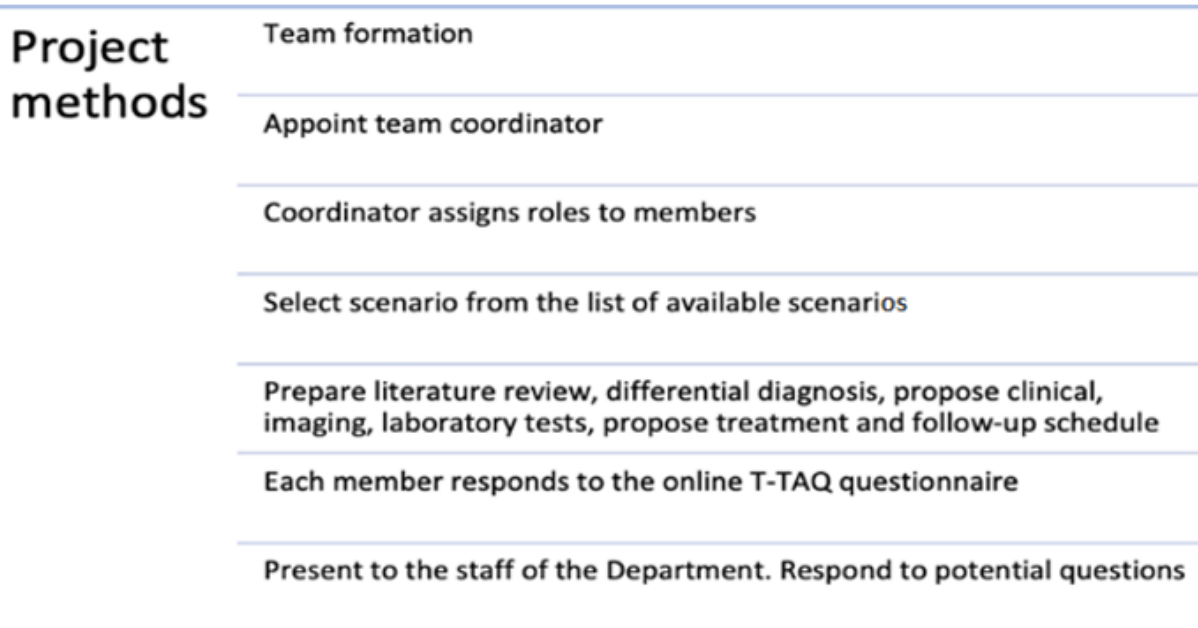 Project
methods
Team formation
Appoint team coordinator
Coordinator assigns roles to members
Select scenario from the list of available scenarios
Prepare literature review, differential diagnosis, propose clinical,
imaging, laboratory tests, propose treatment and follow-up schedule
Each member responds to the online T-TAQ questionnaire
Present to the staff of the Department. Respond to potential questions